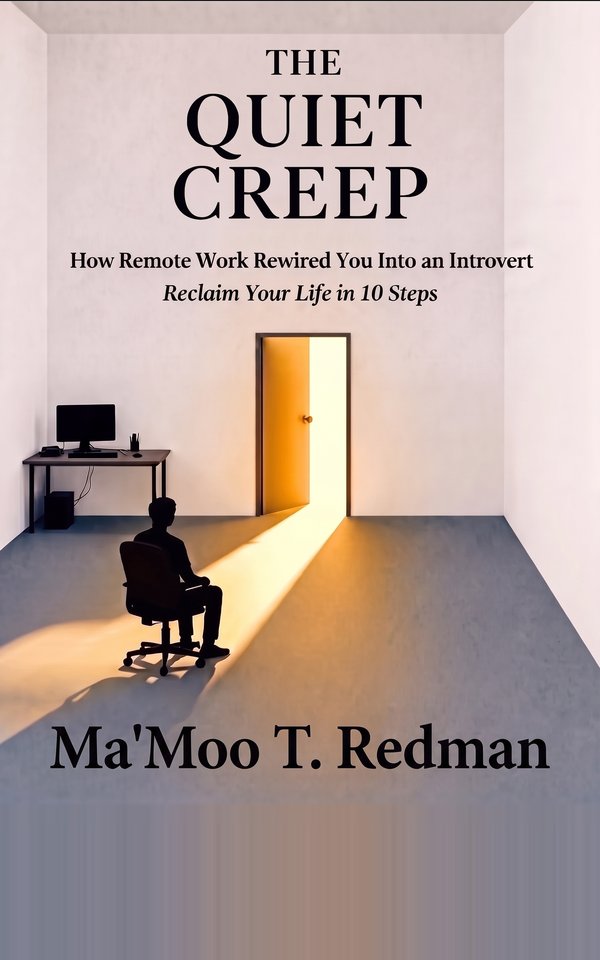 THE
QUIET
CREEP
How Remote Work Rewired You Into an Introvert
Reclaim Your Life in 10 Steps
Ma'Moo T. Redman